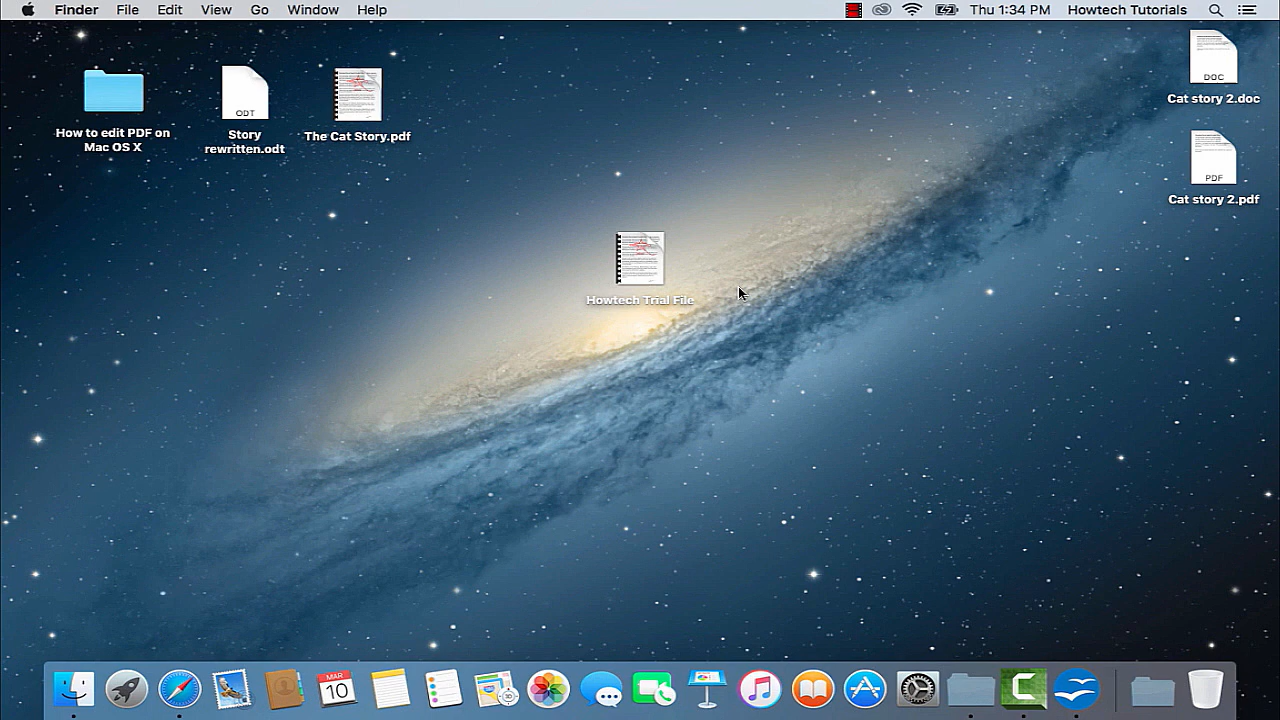 Finder File Edit View Go Window Help Thu 1:34 PM Howtech Tutorials
How to edit PDF on
Mac OS X
ODT
Story
rewritten.odt
The Cat Story.pdf
DOC
Cat story 2.doc
PDF
Cat story 2.pdf
Howtech Trial File
MAR
10
3D